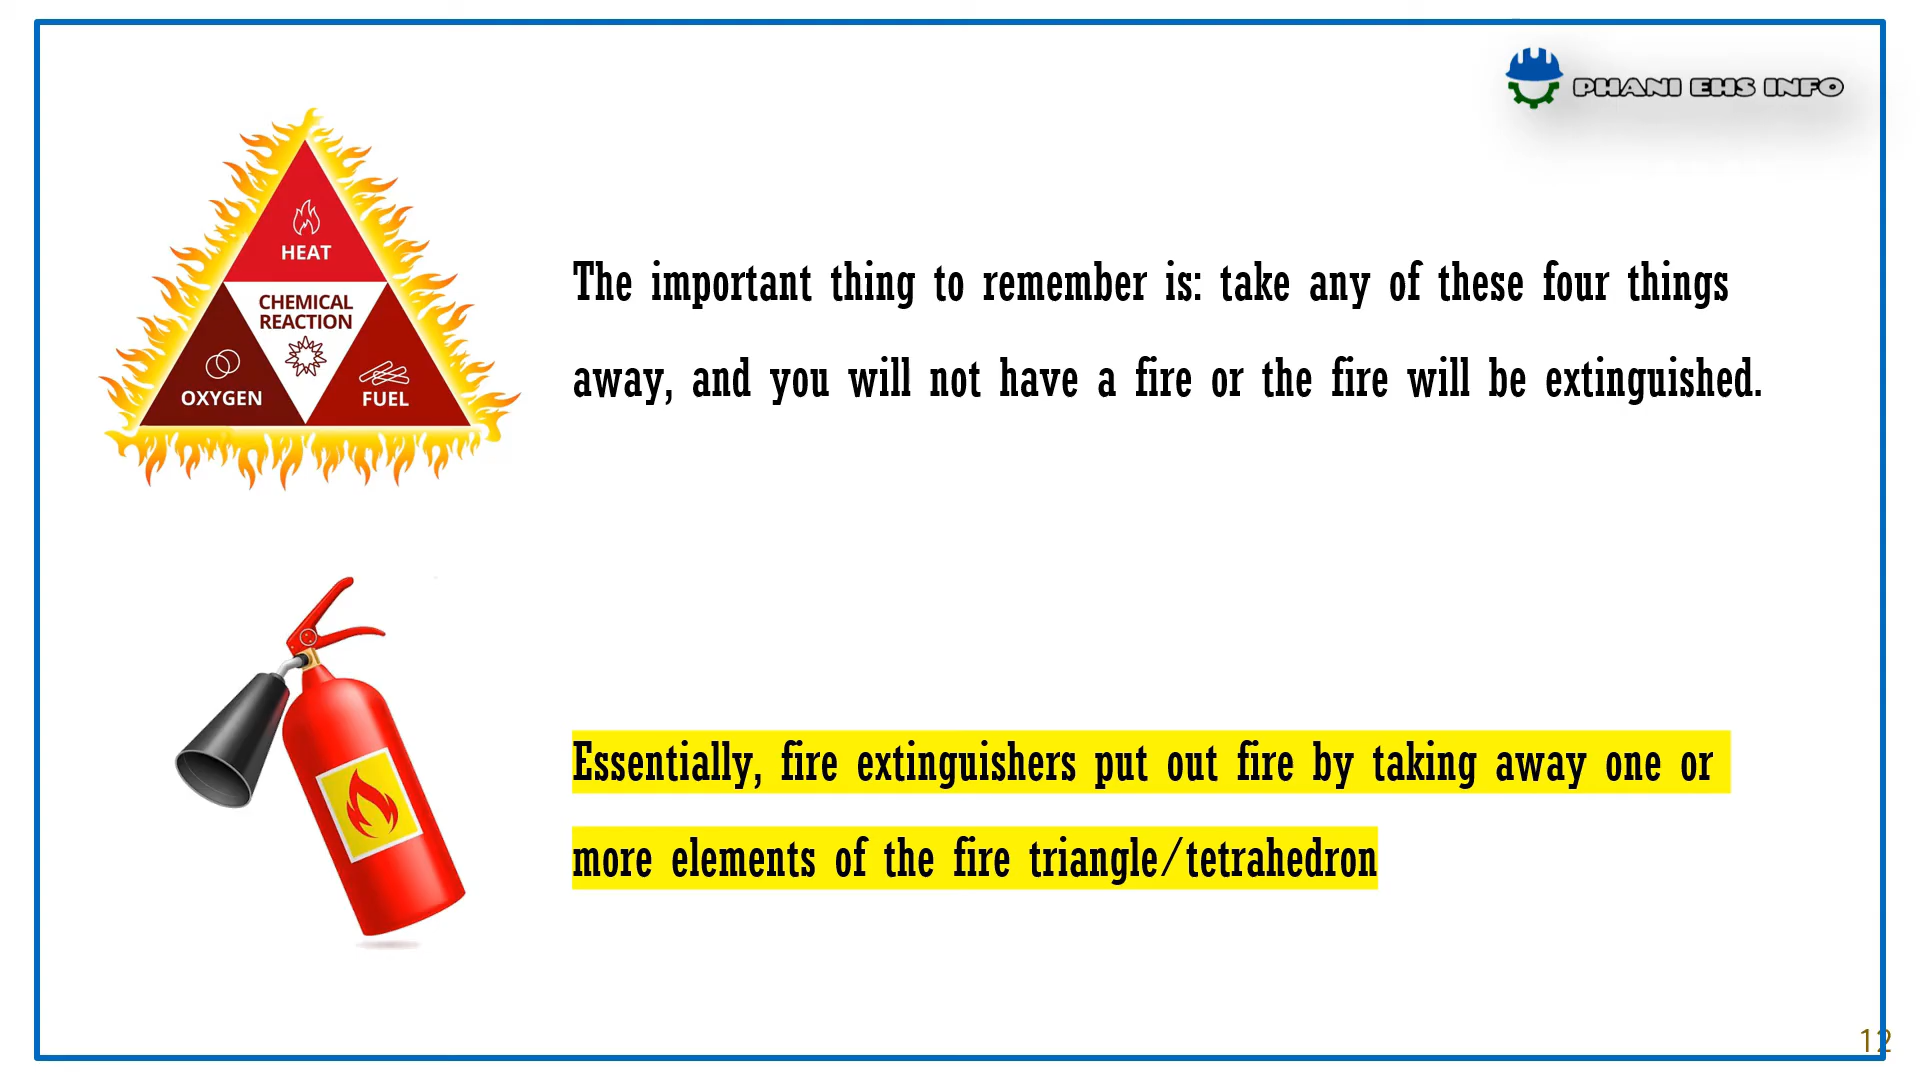 PHANI EHS INFO
HEAT
CHEMICAL
REACTION
OXYGEN
FUEL
The important thing to remember is: take any of these four things
away, and you will not have a fire or the fire will be extinguished.
Essentially, fire extinguishers put out fire by taking away one or
more elements of the fire triangle/tetrahedron
12